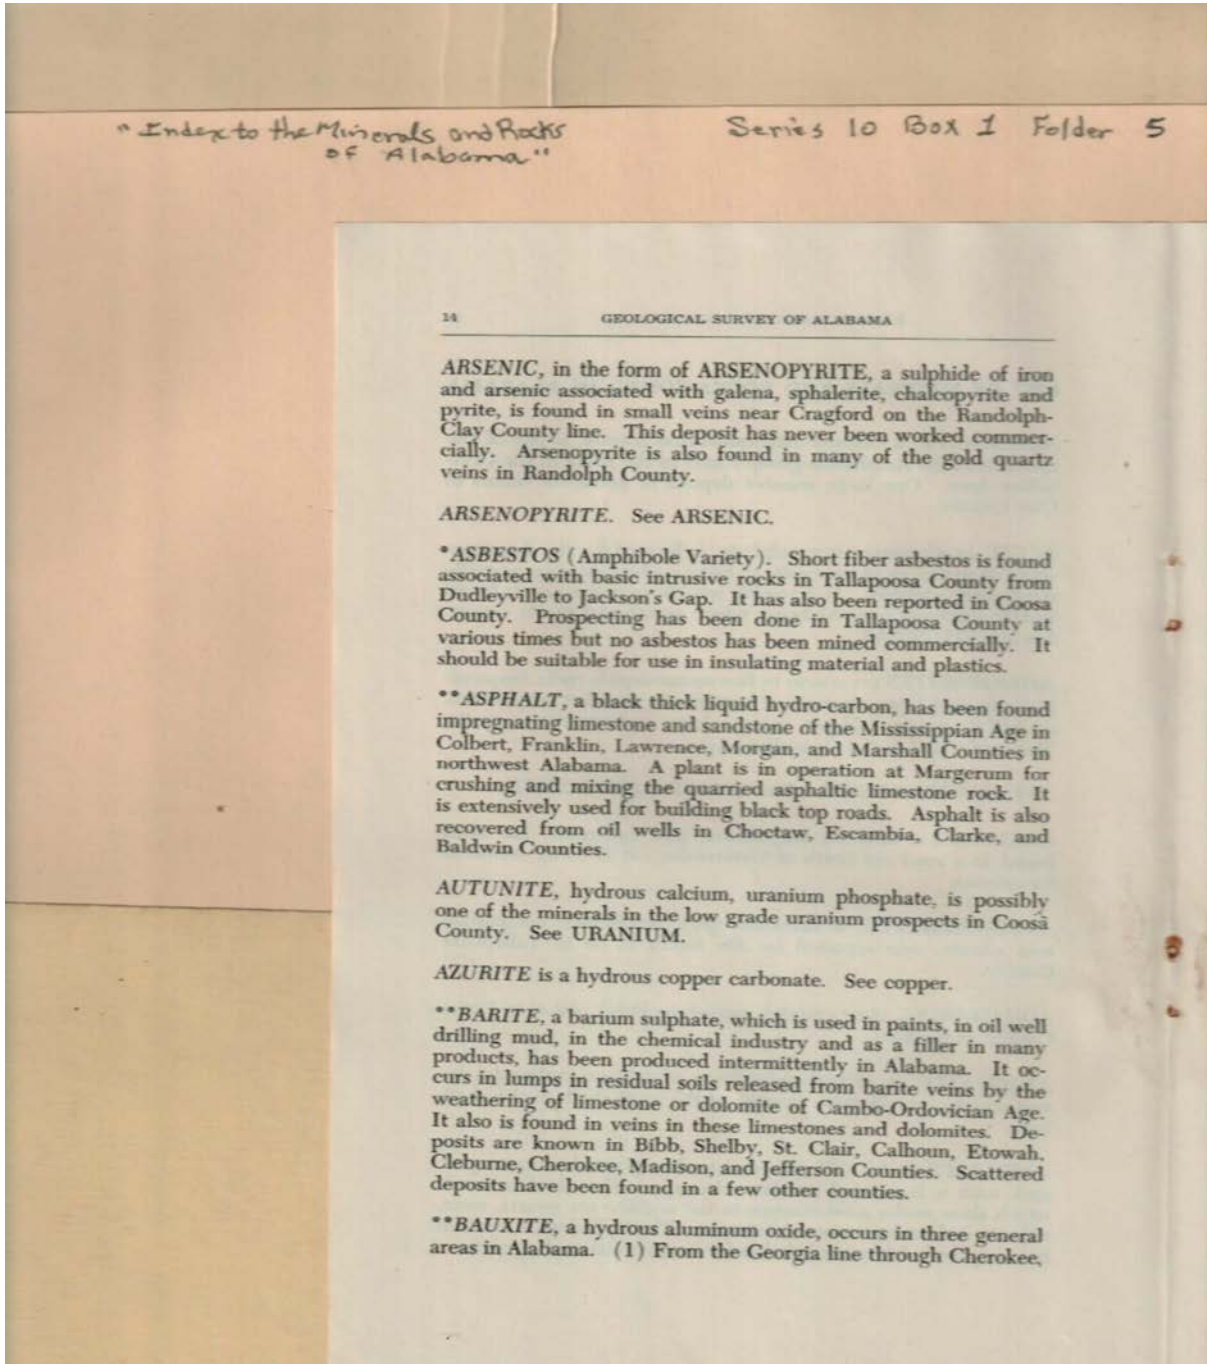 "Index to the Minerals and Rocks
of Alabama"
Series 10 Box 1 Folder 5
14
GEOLOGICAL SURVEY OF ALABAMA
ARSENIC, in the form of ARSENOPYRITE, a sulphide of iron
and arsenic associated with galena, sphalerite, chalcopyrite and
pyrite, is found in small veins near Cragford on the Randolph-
Clay County line. This deposit has never been worked commer-
cially. Arsenopyrite is also found in many of the gold quartz
veins in Randolph County.
ARSENOPYRITE. See ARSENIC.
*ASBESTOS (Amphibole Variety). Short fiber asbestos is found
associated with basic intrusive rocks in Tallapoosa County from
Dudleyville to Jackson's Gap. It has also been reported in Coosa
County. Prospecting has been done in Tallapoosa County at
various times but no asbestos has been mined commercially. It
should be suitable for use in insulating material and plastics.
**ASPHALT, a black thick liquid hydro-carbon, has been found
impregnating limestone and sandstone of the Mississippian Age in
Colbert, Franklin, Lawrence, Morgan, and Marshall Counties in
northwest Alabama. A plant is in operation at Margerum for
crushing and mixing the quarried asphaltic limestone rock. It
is extensively used for building black top roads. Asphalt is also
recovered from oil wells in Choctaw, Escambia, Clarke, and
Baldwin Counties.
AUTUNITE, hydrous calcium, uranium phosphate, is possibly
one of the minerals in the low grade uranium prospects in Coosa
County. See URANIUM.
AZURITE is a hydrous copper carbonate. See copper.
**BARITE, a barium sulphate, which is used in paints, in oil well
drilling mud, in the chemical industry and as a filler in many
products, has been produced intermittently in Alabama. It oc-
curs in lumps in residual soils released from barite veins by the
weathering of limestone or dolomite of Cambo-Ordovician Age.
It also is found in veins in these limestones and dolomites. De-
posits are known in Bibb, Shelby, St. Clair, Calhoun, Etowah,
Cleburne, Cherokee, Madison, and Jefferson Counties. Scattered
deposits have been found in a few other counties.
**BAUXITE, a hydrous aluminum oxide, occurs in three general
areas in Alabama. (1) From the Georgia line through Cherokee,